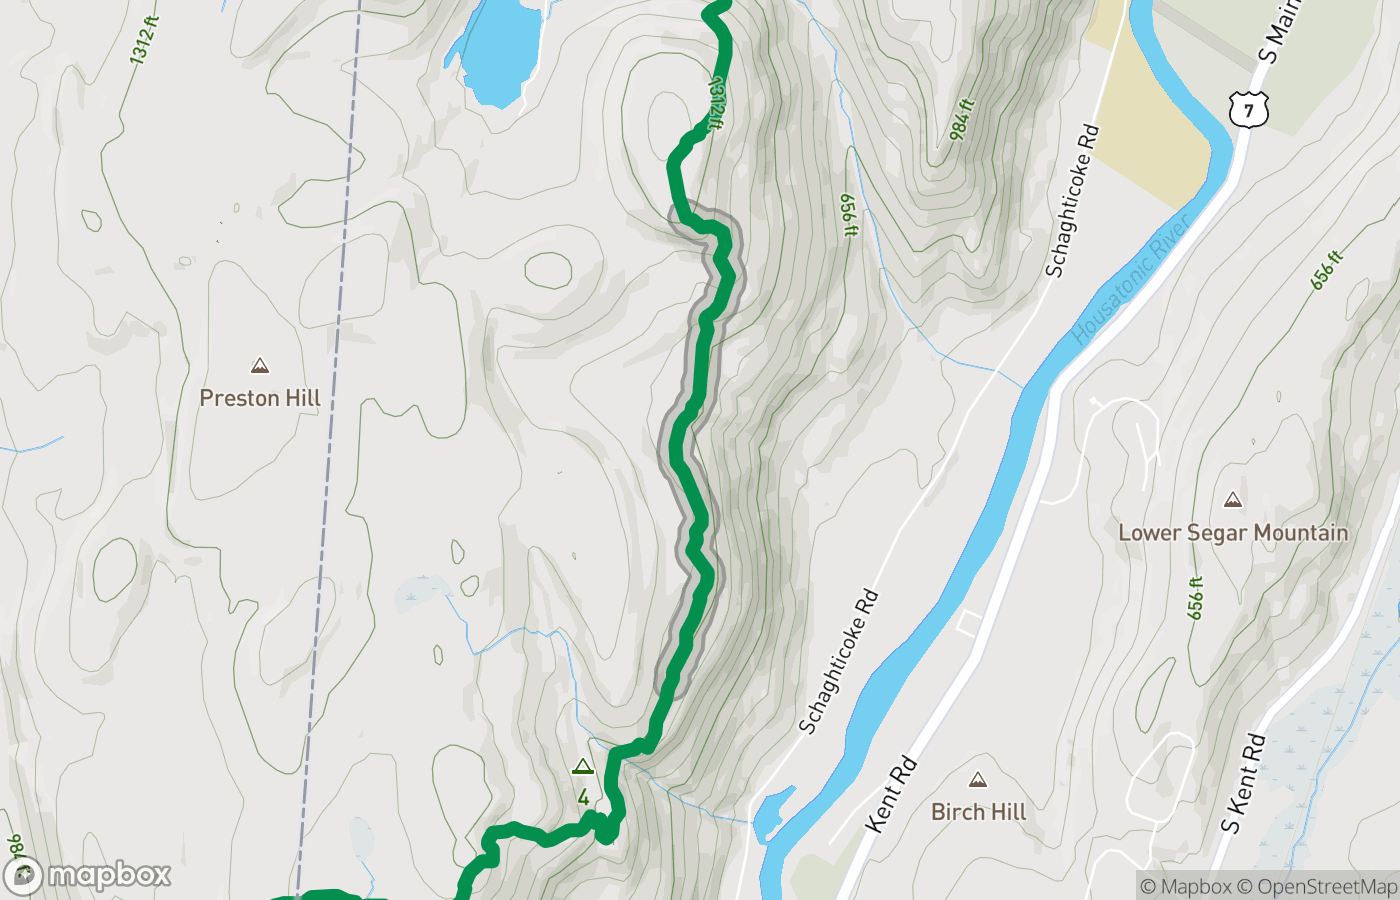 1312 ft
S Main
7
1312 ft
984 ft
Schaghticoke Rd
656 ft
Housatonic River
656 ft
Preston Hill
Lower Segar Mountain
656 ft
Schaghticoke Rd
4
Kent Rd
Birch Hill
S Kent Rd
984 ft
mapbox
© Mapbox © OpenStreetMap